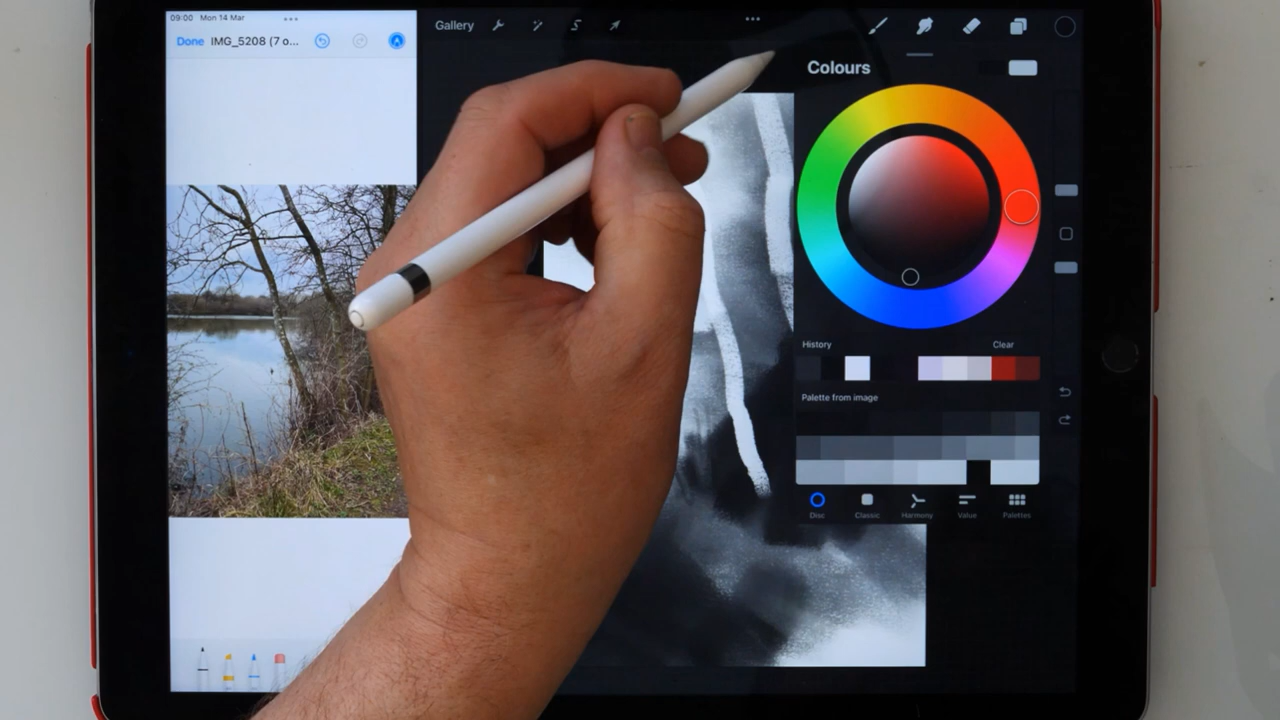 09:00 Mon 14 Mar
Done IMG_5208 (7 o...
Gallery
Colours
History Clear
Palette from image
Disc Classic Harmony Value Palettes